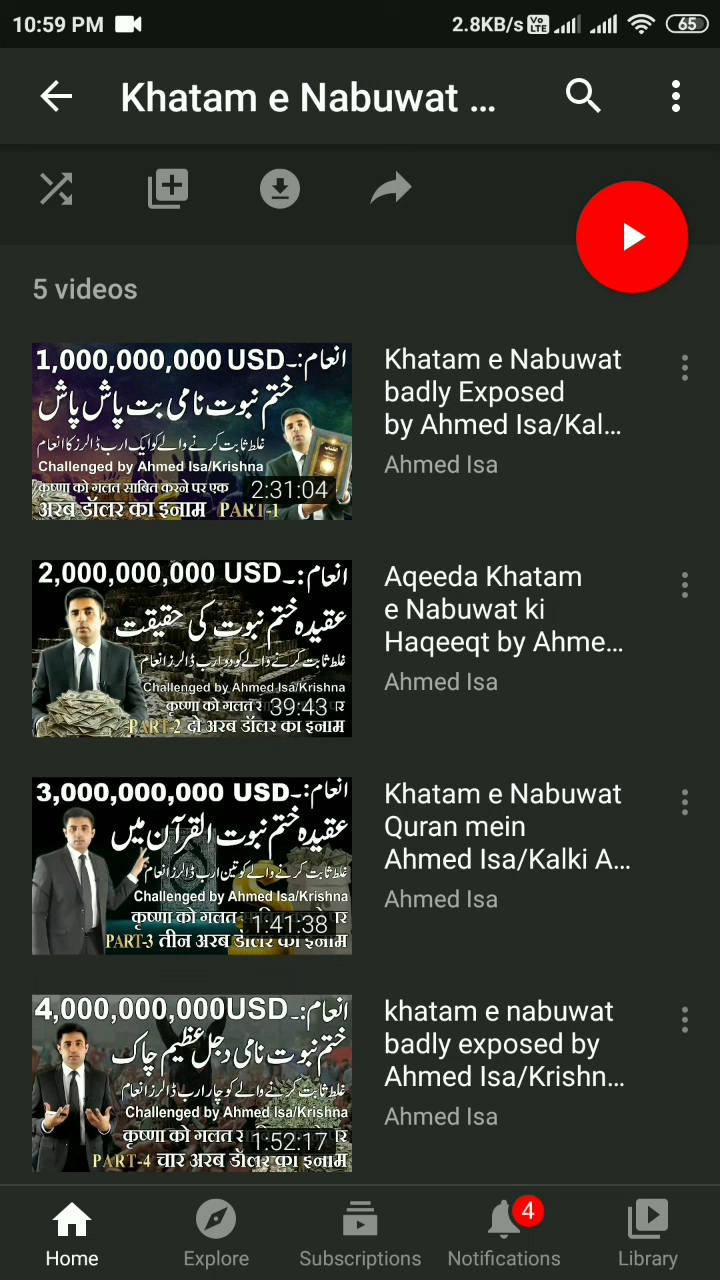 10:59 PM
2.8KB/s
Vo LTE
65
Khatam e Nabuwat ...
5 videos
1,000,000,000 USD انعام:۔
ختم نبوت نامی بت پاش پاش
غلط ثابت کرنے والے کو ایک ارب ڈالرز کا انعام
Challenged by Ahmed Isa/Krishna
कृष्णा को गलत साबित करने पर एक
2:31:04
अरब डॉलर का इनाम PART-1
Khatam e Nabuwat
badly Exposed
by Ahmed Isa/Kal...
Ahmed Isa
2,000,000,000 USD انعام:۔
عقیدہ ختم نبوت کی حقیقت
غلط ثابت کرنے والے کو دو ارب ڈالرز انعام
Challenged by Ahmed Isa/Krishna
कृष्णा को गलत
39:43
PART-2 दो अरब डॉलर का इनाम
Aqeeda Khatam
e Nabuwat ki
Haqeeqt by Ahme...
Ahmed Isa
3,000,000,000 USD انعام:۔
عقیدہ ختم نبوت القرآن میں
غلط ثابت کرنے والے کو تین ارب ڈالرز انعام
Challenged by Ahmed Isa/Krishna
कृष्णा को गलत पर
1:41:38
PART-3 तीन अरब डॉलर का इनाम
Khatam e Nabuwat
Quran mein
Ahmed Isa/Kalki A...
Ahmed Isa
4,000,000,000USD انعام:۔
ختم نبوت نامی دجل عظیم چاک
غلط ثابت کرنے والے کو چار ارب ڈالرز انعام
Challenged by Ahmed Isa/Krishna
कृष्णा को गलत
1:52:17
PART-4 चार अरब डॉलर का इनाम
khatam e nabuwat
badly exposed by
Ahmed Isa/Krishn...
Ahmed Isa
4
Home
Explore
Subscriptions
Notifications
Library